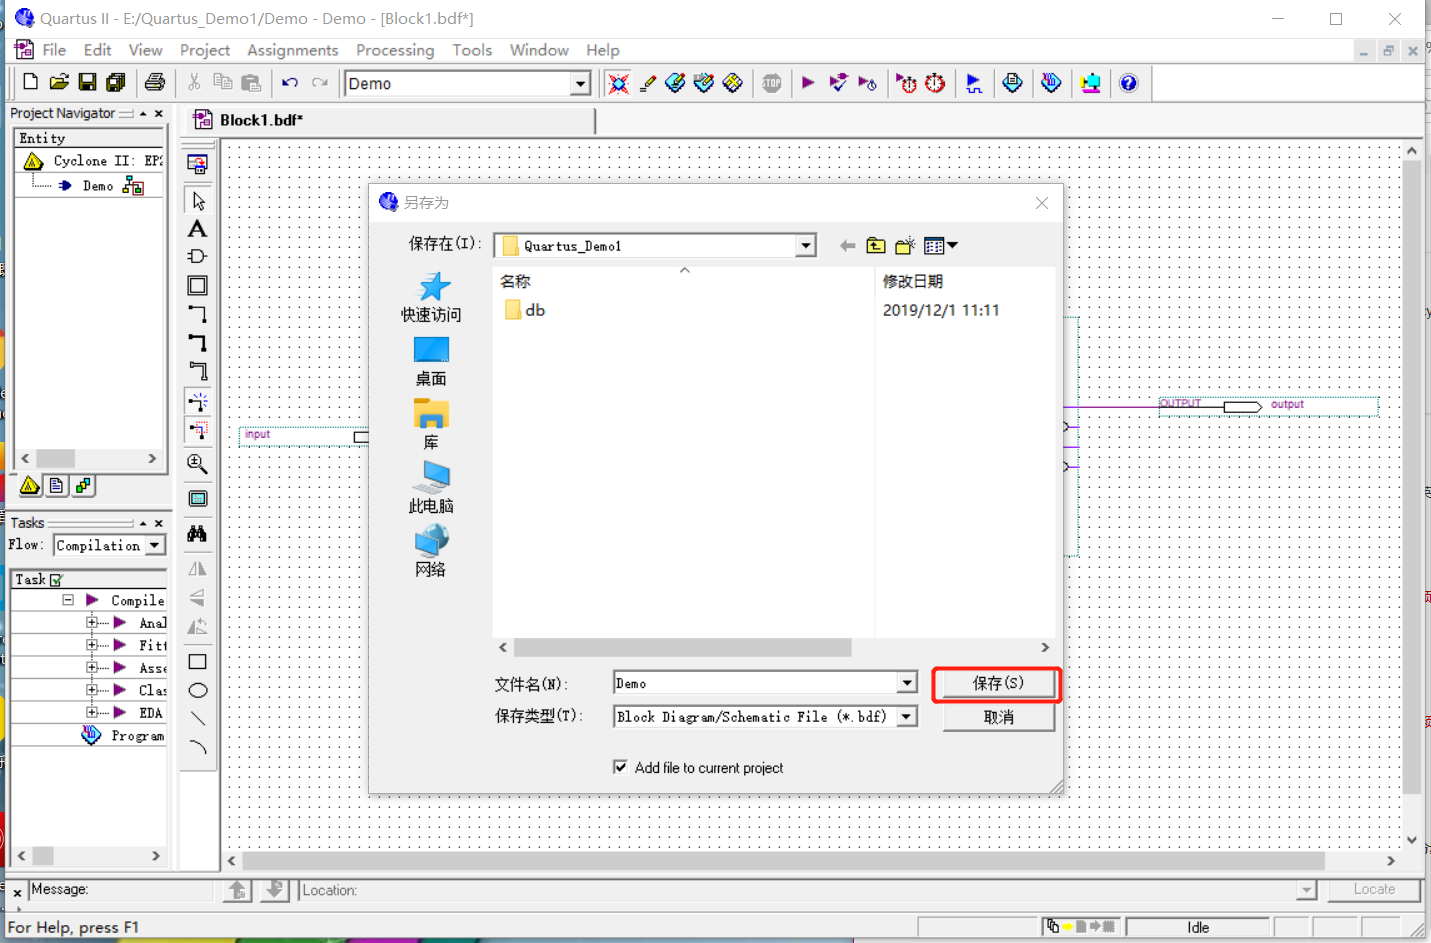 Quartus II - E:/Quartus_Demo1/Demo - Demo - [Block1.bdf*]
File Edit View Project Assignments Processing Tools Window Help
Demo
STOP
Project Navigator
Block1.bdf*
Entity
Cyclone II: EP2
Demo
另存为
保存在(I):
Quartus_Demo1
名称
修改日期
db
2019/12/1 11:11
快速访问
桌面
库
此电脑
网络
input
OUTPUT
output
文件名(N):
Demo
保存(S)
保存类型(T):
Block Diagram/Schematic File (*.bdf)
取消
Add file to current project
Tasks
Flow:
Compilation
Task
Compile
Anal
Fitt
Asse
Clas
EDA
Program
Message:
Location:
Locate
For Help, press F1
Idle